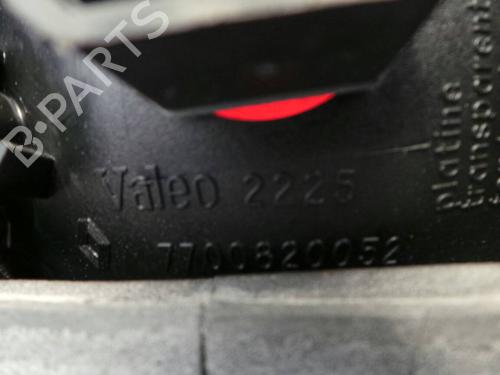 B-PARTS
Valeo 2225
7700820052
platine
transparent